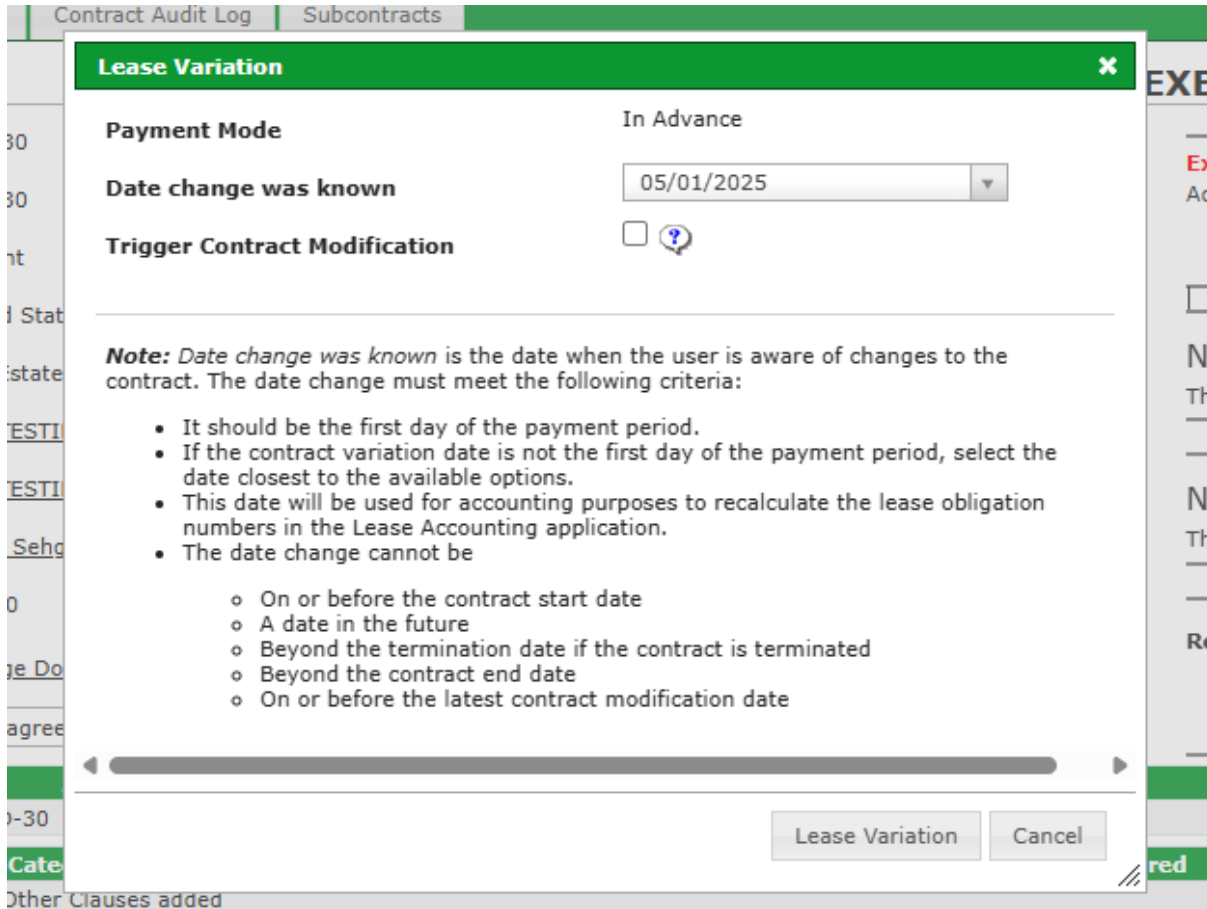 Contract Audit Log
Subcontracts
Lease Variation
Payment Mode
In Advance
Date change was known
05/01/2025
Trigger Contract Modification
?
Note: Date change was known is the date when the user is aware of changes to the
contract. The date change must meet the following criteria:
It should be the first day of the payment period.
If the contract variation date is not the first day of the payment period, select the
date closest to the available options.
This date will be used for accounting purposes to recalculate the lease obligation
numbers in the Lease Accounting application.
The date change cannot be
On or before the contract start date
A date in the future
Beyond the termination date if the contract is terminated
Beyond the contract end date
On or before the latest contract modification date
Lease Variation
Cancel
Other Clauses added